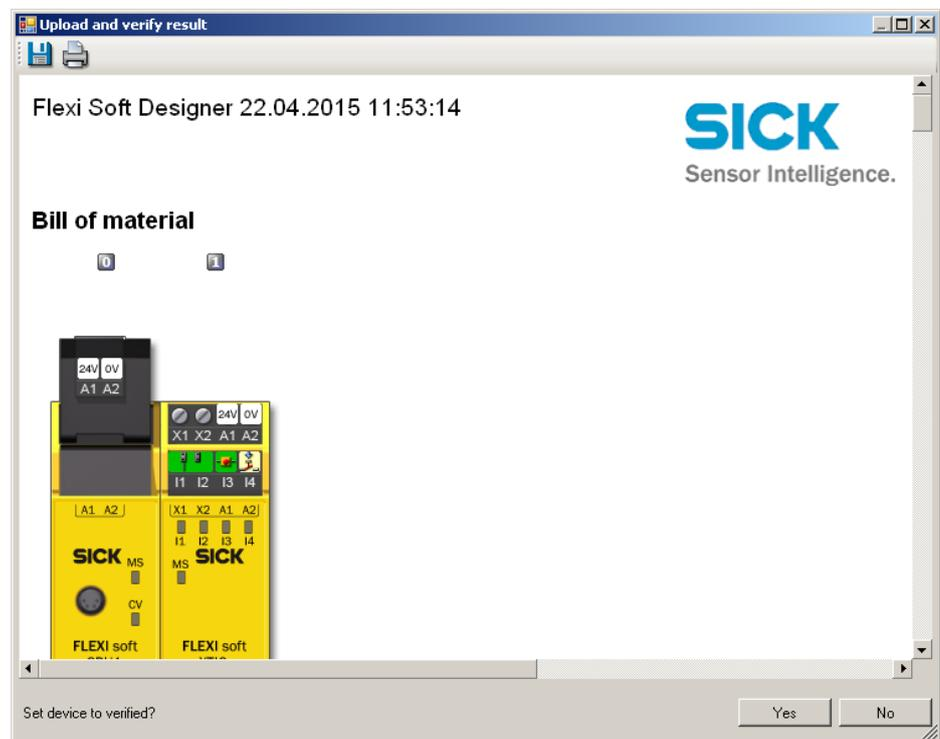 Upload and verify result
Flexi Soft Designer 22.04.2015 11:53:14
SICK
Sensor Intelligence.
Bill of material
0 1
24V 0V
A1 A2
24V 0V
X1 X2 A1 A2
I1 I2 I3 I4
A1 A2
X1 X2 A1 A2
I1 I2 I3 I4
SICK MS
MS SICK
CV
FLEXI soft
FLEXI soft
Set device to verified?
Yes No